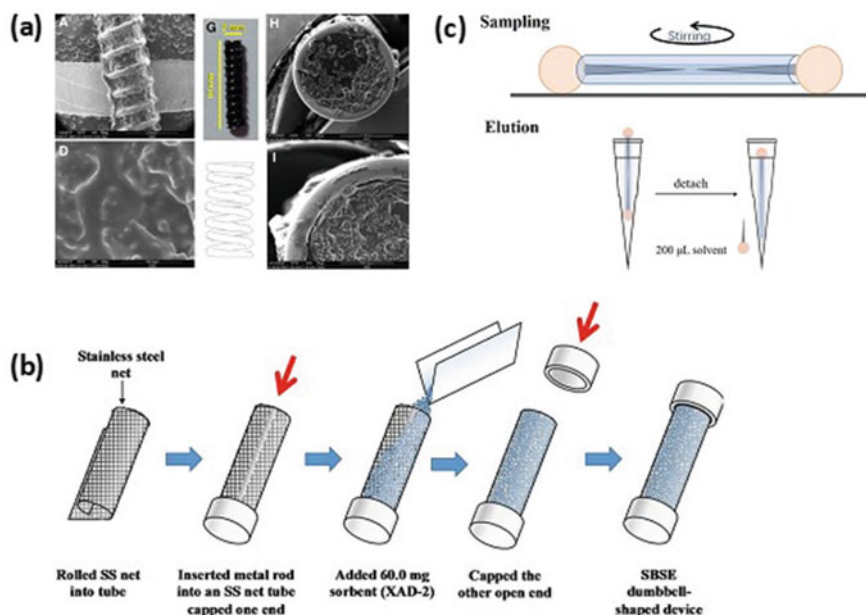 (a)
A
G
2 mm
H
D
I
(c)
Sampling
Stirring
Elution
detach
200 µL solvent
(b)
Stainless steel
net
Rolled SS net
into tube
Inserted metal rod
into an SS net tube
capped one end
Added 60.0 mg
sorbent (XAD-2)
Capped the
other open end
SBSE
dumbbell-
shaped device